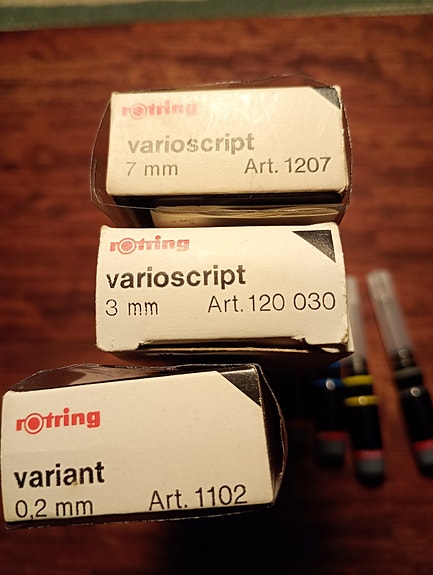 rotring
varioscript
7 mm Art. 1207
rotring
varioscript
3 mm Art. 120 030
rotring
variant
0,2 mm Art. 1102